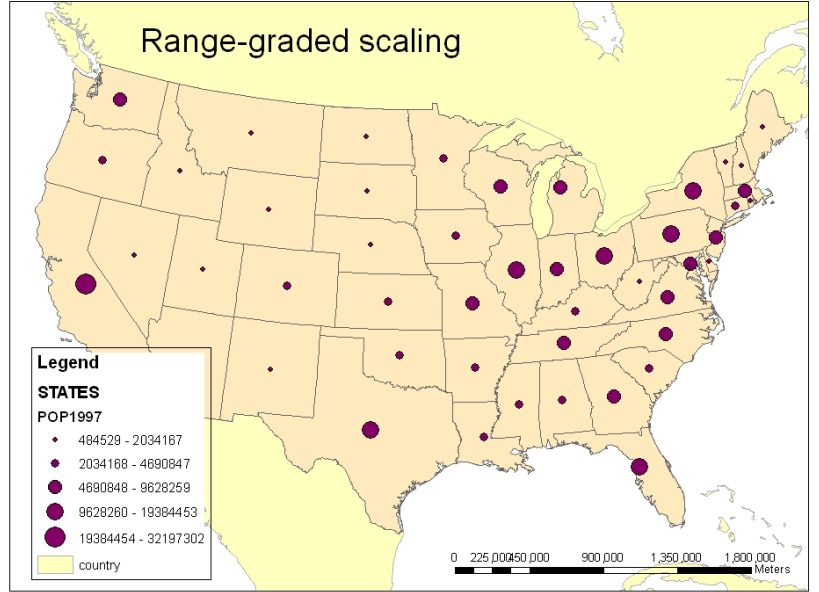 Range-graded scaling
Legend
STATES
POP1997
484529 - 2034167
2034168 - 4690847
4690848 - 9628259
9628260 - 19384453
19384454 - 32197302
country
0 225,000450,000 900,000 1,350,000 1,800,000
Meters